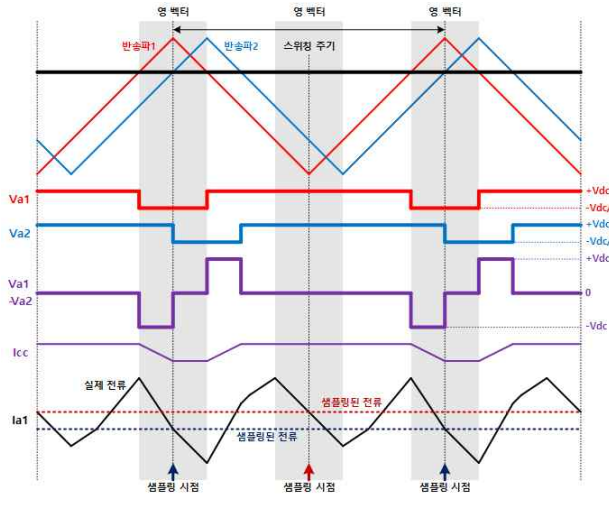 영 벡터
영 벡터
영 벡터
반송파1
반송파2
스위칭 주기
Va1
+Vdc
-Vdc/
Va2
+Vdc
-Vdc/
Va1
-Va2
+Vdc
0
-Vdc
Icc
실제 전류
샘플링된 전류
Ia1
샘플링된 전류
샘플링 시점
샘플링 시점
샘플링 시점